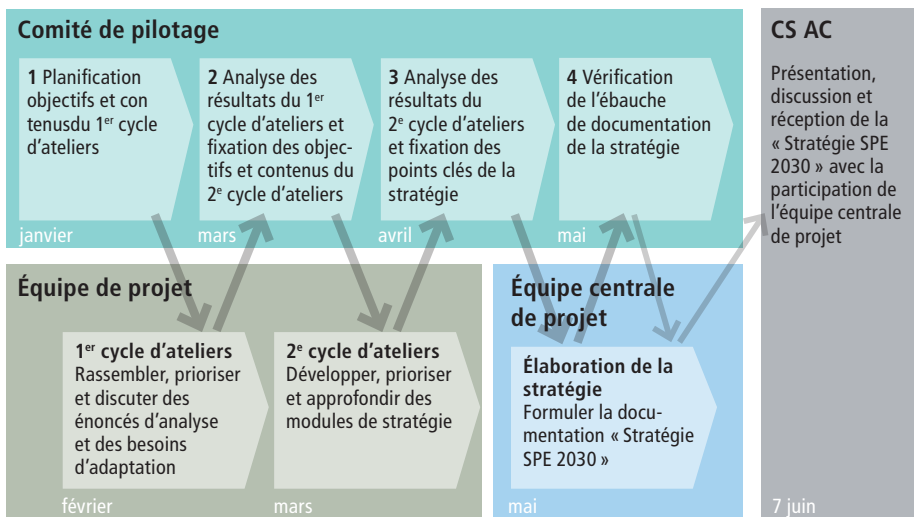 Comité de pilotage
1 Planification
objectifs et con
tenusdu 1er cycle
d'ateliers
janvier
2 Analyse des
résultats du 1er
cycle d'ateliers et
fixation des objec-
tifs et contenus du
2e cycle d'ateliers
mars
3 Analyse des
résultats du
2e cycle d'ateliers
et fixation des
points clés de la
stratégie
avril
4 Vérification
de l'ébauche
de documentation
de la stratégie
mai
Équipe de projet
1er cycle d'ateliers
Rassembler, prioriser
et discuter des
énoncés d'analyse
et des besoins
d'adaptation
février
2e cycle d'ateliers
Développer, prioriser
et approfondir des
modules de stratégie
mars
Équipe centrale
de projet
Élaboration de la
stratégie
Formuler la docu-
mentation « Stratégie
SPE 2030 »
mai
CS AC
Présentation,
discussion et
réception de la
« Stratégie SPE
2030 » avec la
participation de
l'équipe centrale
de projet
7 juin